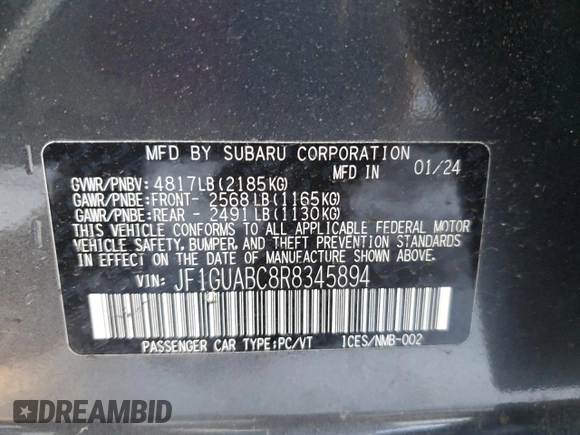 MFD BY SUBARU CORPORATION
MFD IN 01/24
GVWR/PNBV: 4817LB(2185KG)
GAWR/PNBE:FRONT- 2568LB(1165KG)
GAWR/PNBE:REAR - 2491LB(1130KG)
THIS VEHICLE CONFORMS TO ALL APPLICABLE FEDERAL MOTOR
VEHICLE SAFETY, BUMPER, AND THEFT PREVENTION STANDARDS
IN EFFECT ON THE DATE OF MANUFACTURE SHOWN ABOVE.
VIN: JF1GUABC8R8345894
PASSENGER CAR TYPE:PC/VT ICES/NMB-002
DREAMBID